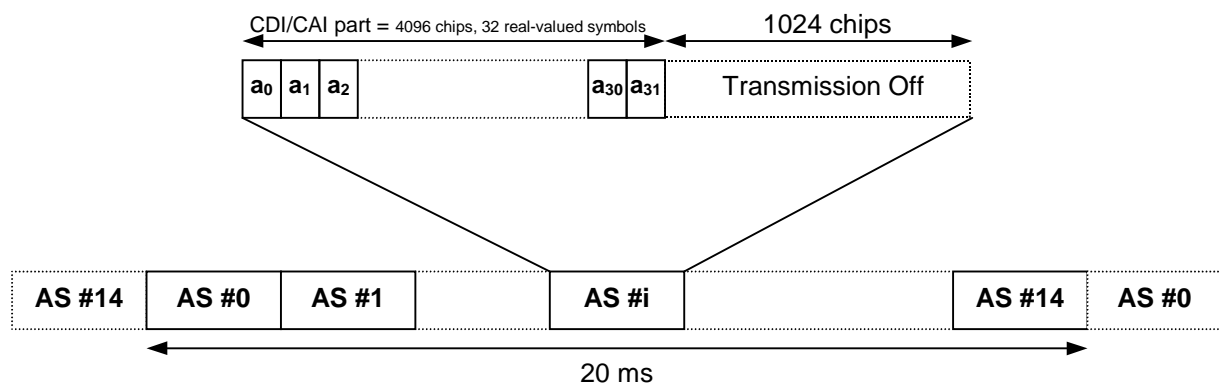 CDI/CAI part = 4096 chips, 32 real-valued symbols
1024 chips
a0 a1 a2 a30 a31 Transmission Off
AS #14 AS #0 AS #1 AS #i AS #14 AS #0
20 ms